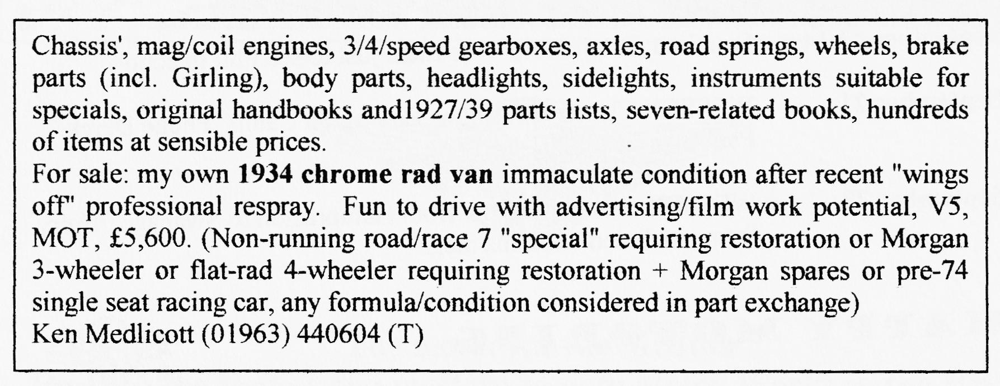 Chassis', mag/coil engines, 3/4/speed gearboxes, axles, road springs, wheels, brake
parts (incl. Girling), body parts, headlights, sidelights, instruments suitable for
specials, original handbooks and1927/39 parts lists, seven-related books, hundreds
of items at sensible prices.
For sale: my own 1934 chrome rad van immaculate condition after recent "wings
off" professional respray. Fun to drive with advertising/film work potential, V5,
MOT, £5,600. (Non-running road/race 7 "special" requiring restoration or Morgan
3-wheeler or flat-rad 4-wheeler requiring restoration + Morgan spares or pre-74
single seat racing car, any formula/condition considered in part exchange)
Ken Medlicott (01963) 440604 (T)